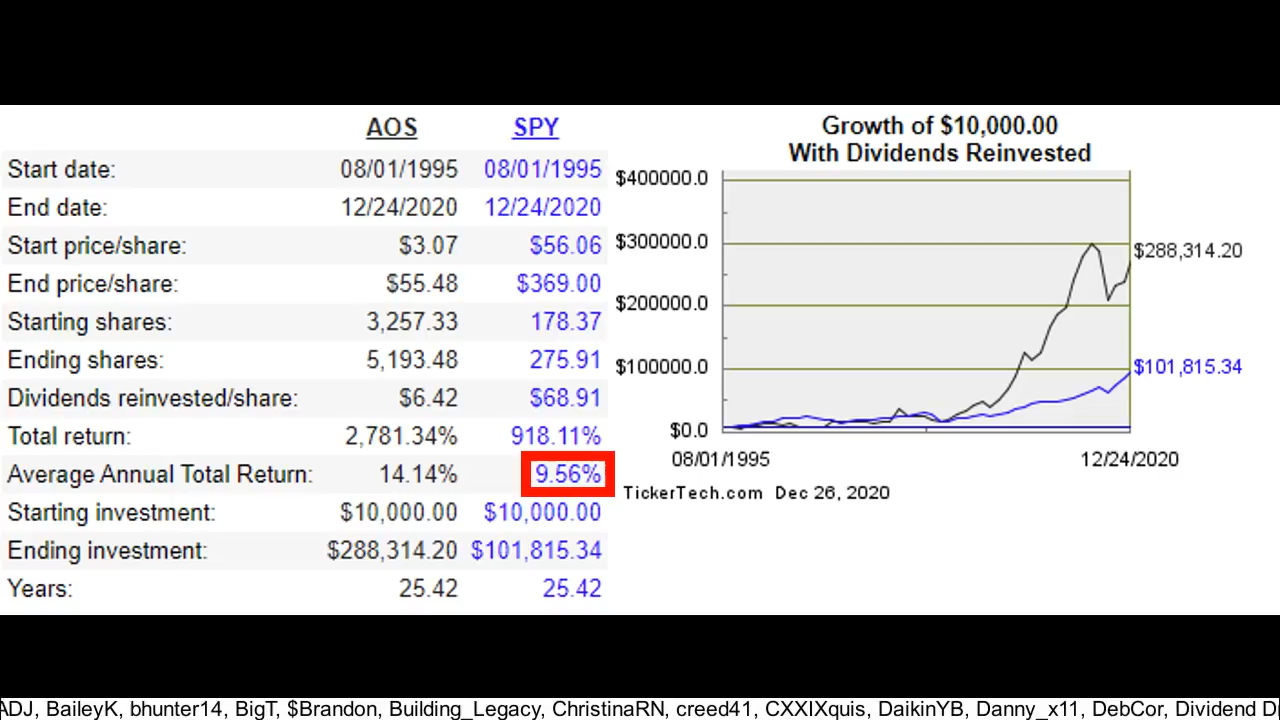 AOS SPY
Start date: 08/01/1995 08/01/1995
End date: 12/24/2020 12/24/2020
Start price/share: $3.07 $56.06
End price/share: $55.48 $369.00
Starting shares: 3,257.33 178.37
Ending shares: 5,193.48 275.91
Dividends reinvested/share: $6.42 $68.91
Total return: 2,781.34% 918.11%
Average Annual Total Return: 14.14% 9.56%
Starting investment: $10,000.00 $10,000.00
Ending investment: $288,314.20 $101,815.34
Years: 25.42 25.42
Growth of $10,000.00
With Dividends Reinvested
$400000.0
$300000.0
$288,314.20
$200000.0
$100000.0
$101,815.34
$0.0
08/01/1995 12/24/2020
TickerTech.com Dec 26, 2020
ADJ, BaileyK, bhunter14, BigT, $Brandon, Building_Legacy, ChristinaRN, creed41, CXXIXquis, DaikinYB, Danny_x11, DebCor, Dividend D